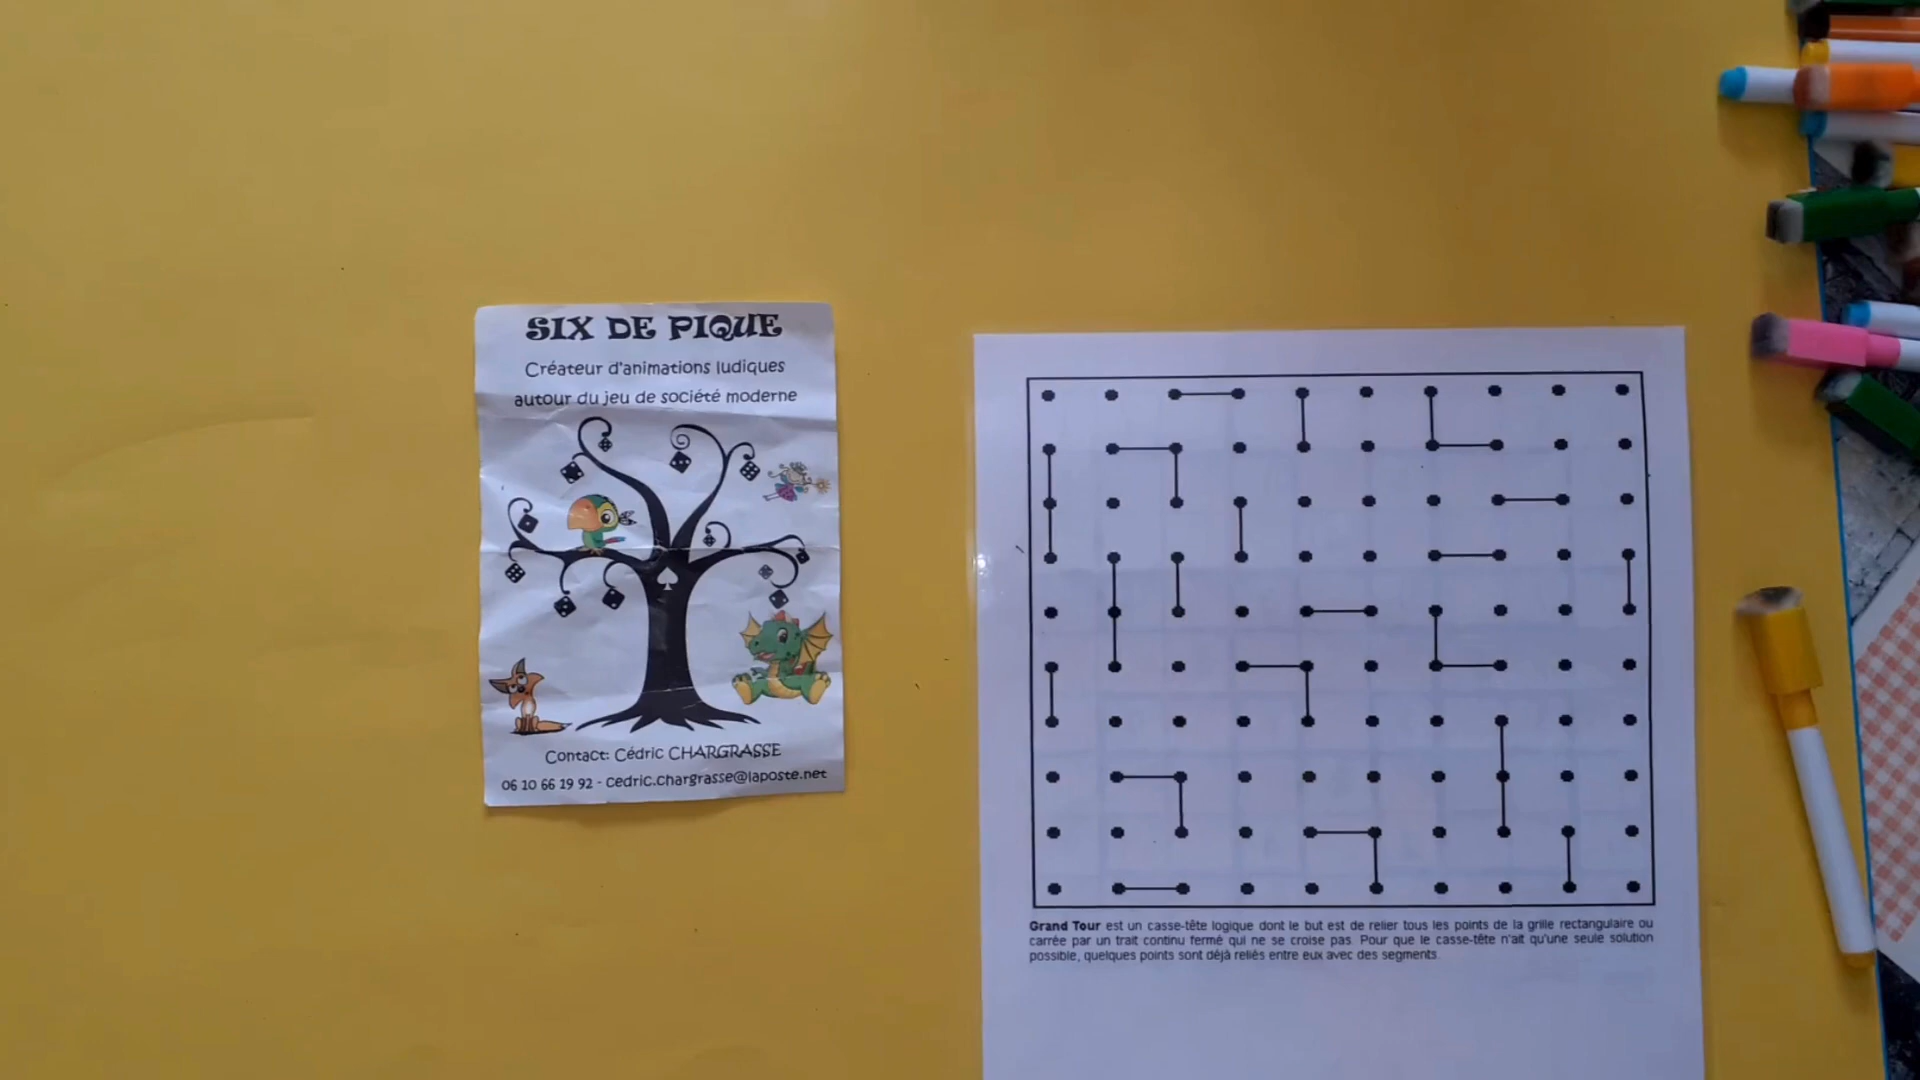 SIX DE PIQUE
Créateur d'animations ludiques
autour du jeu de société moderne
Contact: Cédric CHARGRASSE
06 10 66 19 92 - cedric.chargrasse@laposte.net
Grand Tour est un casse-tête logique dont le but est de relier tous les points de la grille rectangulaire ou
carrée par un trait continu fermé qui ne se croise pas. Pour que le casse-tête n'ait qu'une seule solution
possible, quelques points sont déjà reliés entre eux avec des segments.